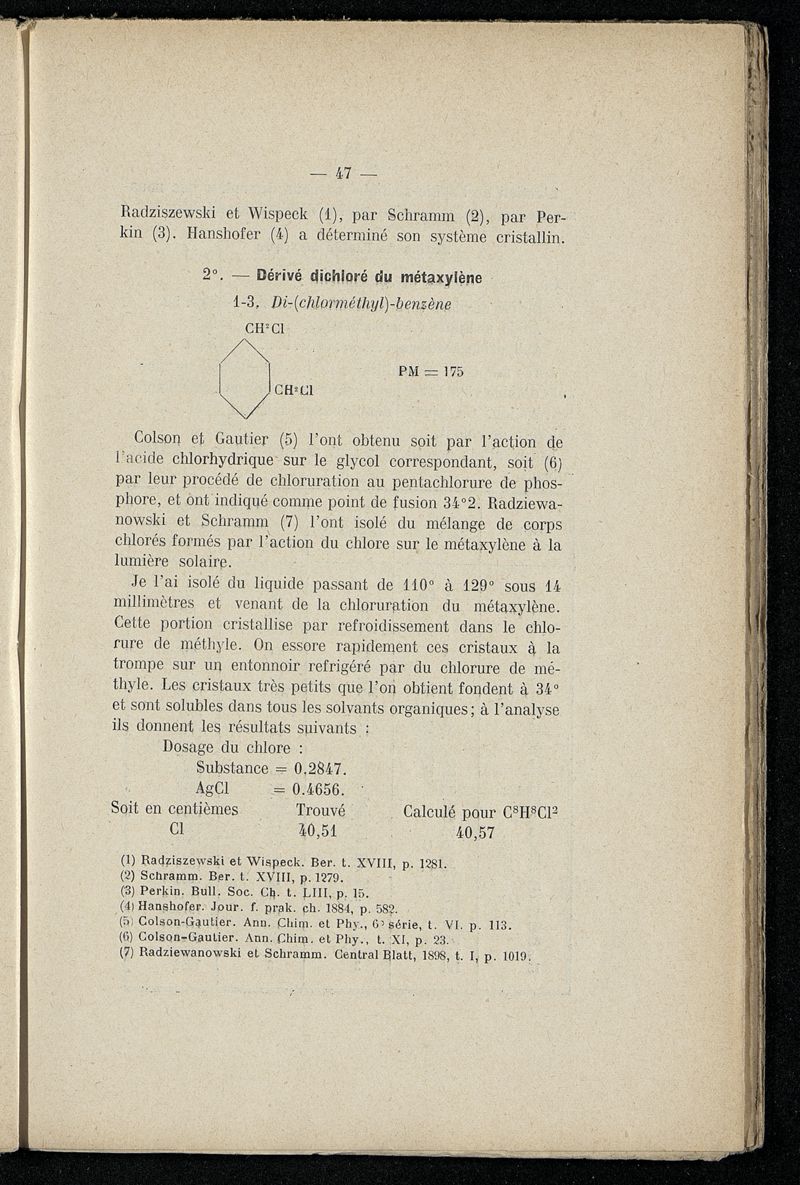 — 47 —
Radziszewski et Wispeck (1), par Schramm (2), par Per-
kin (3). Hanshofer (4) a déterminé son système cristallin.
2°. — Dérivé dichloré du métaxylène
1-3. Di-(chlorméthyl)-benzène
CH²Cl
PM = 175
CH²Cl
Colson et Gautier (5) l'ont obtenu soit par l'action de
l'acide chlorhydrique sur le glycol correspondant, soit (6)
par leur procédé de chloruration au pentachlorure de phos-
phore, et ont indiqué comme point de fusion 34°2. Radziewa-
nowski et Schramm (7) l'ont isolé du mélange de corps
chlorés formés par l'action du chlore sur le métaxylène à la
lumière solaire.
Je l'ai isolé du liquide passant de 110° à 129° sous 14
millimètres et venant de la chloruration du métaxylène.
Cette portion cristallise par refroidissement dans le chlo-
rure de méthyle. On essore rapidement ces cristaux à la
trompe sur un entonnoir refrigéré par du chlorure de mé-
thyle. Les cristaux très petits que l'on obtient fondent à 34°
et sont solubles dans tous les solvants organiques; à l'analyse
ils donnent les résultats suivants :
Dosage du chlore :
Substance = 0.2847.
AgCl = 0.4656.
Soit en centièmes Trouvé Calculé pour C⁸H⁸Cl²
Cl 40,51 40,57
(1) Radziszewski et Wispeck. Ber. t. XVIII, p. 1281.
(2) Schramm. Ber. t. XVIII, p. 1279.
(3) Perkin. Bull. Soc. Ch. t. LIII, p. 15.
(4) Hanshofer. Jour. f. prak. ch. 1884, p. 582.
(5) Colson-Gautier. Ann. Chim. et Phy., 6e série, t. VI. p. 113.
(6) Colson-Gautier. Ann. Chim. et Phy., t. XI, p. 23.
(7) Radziewanowski et Schramm. Central Blatt, 1898, t. I, p. 1019.